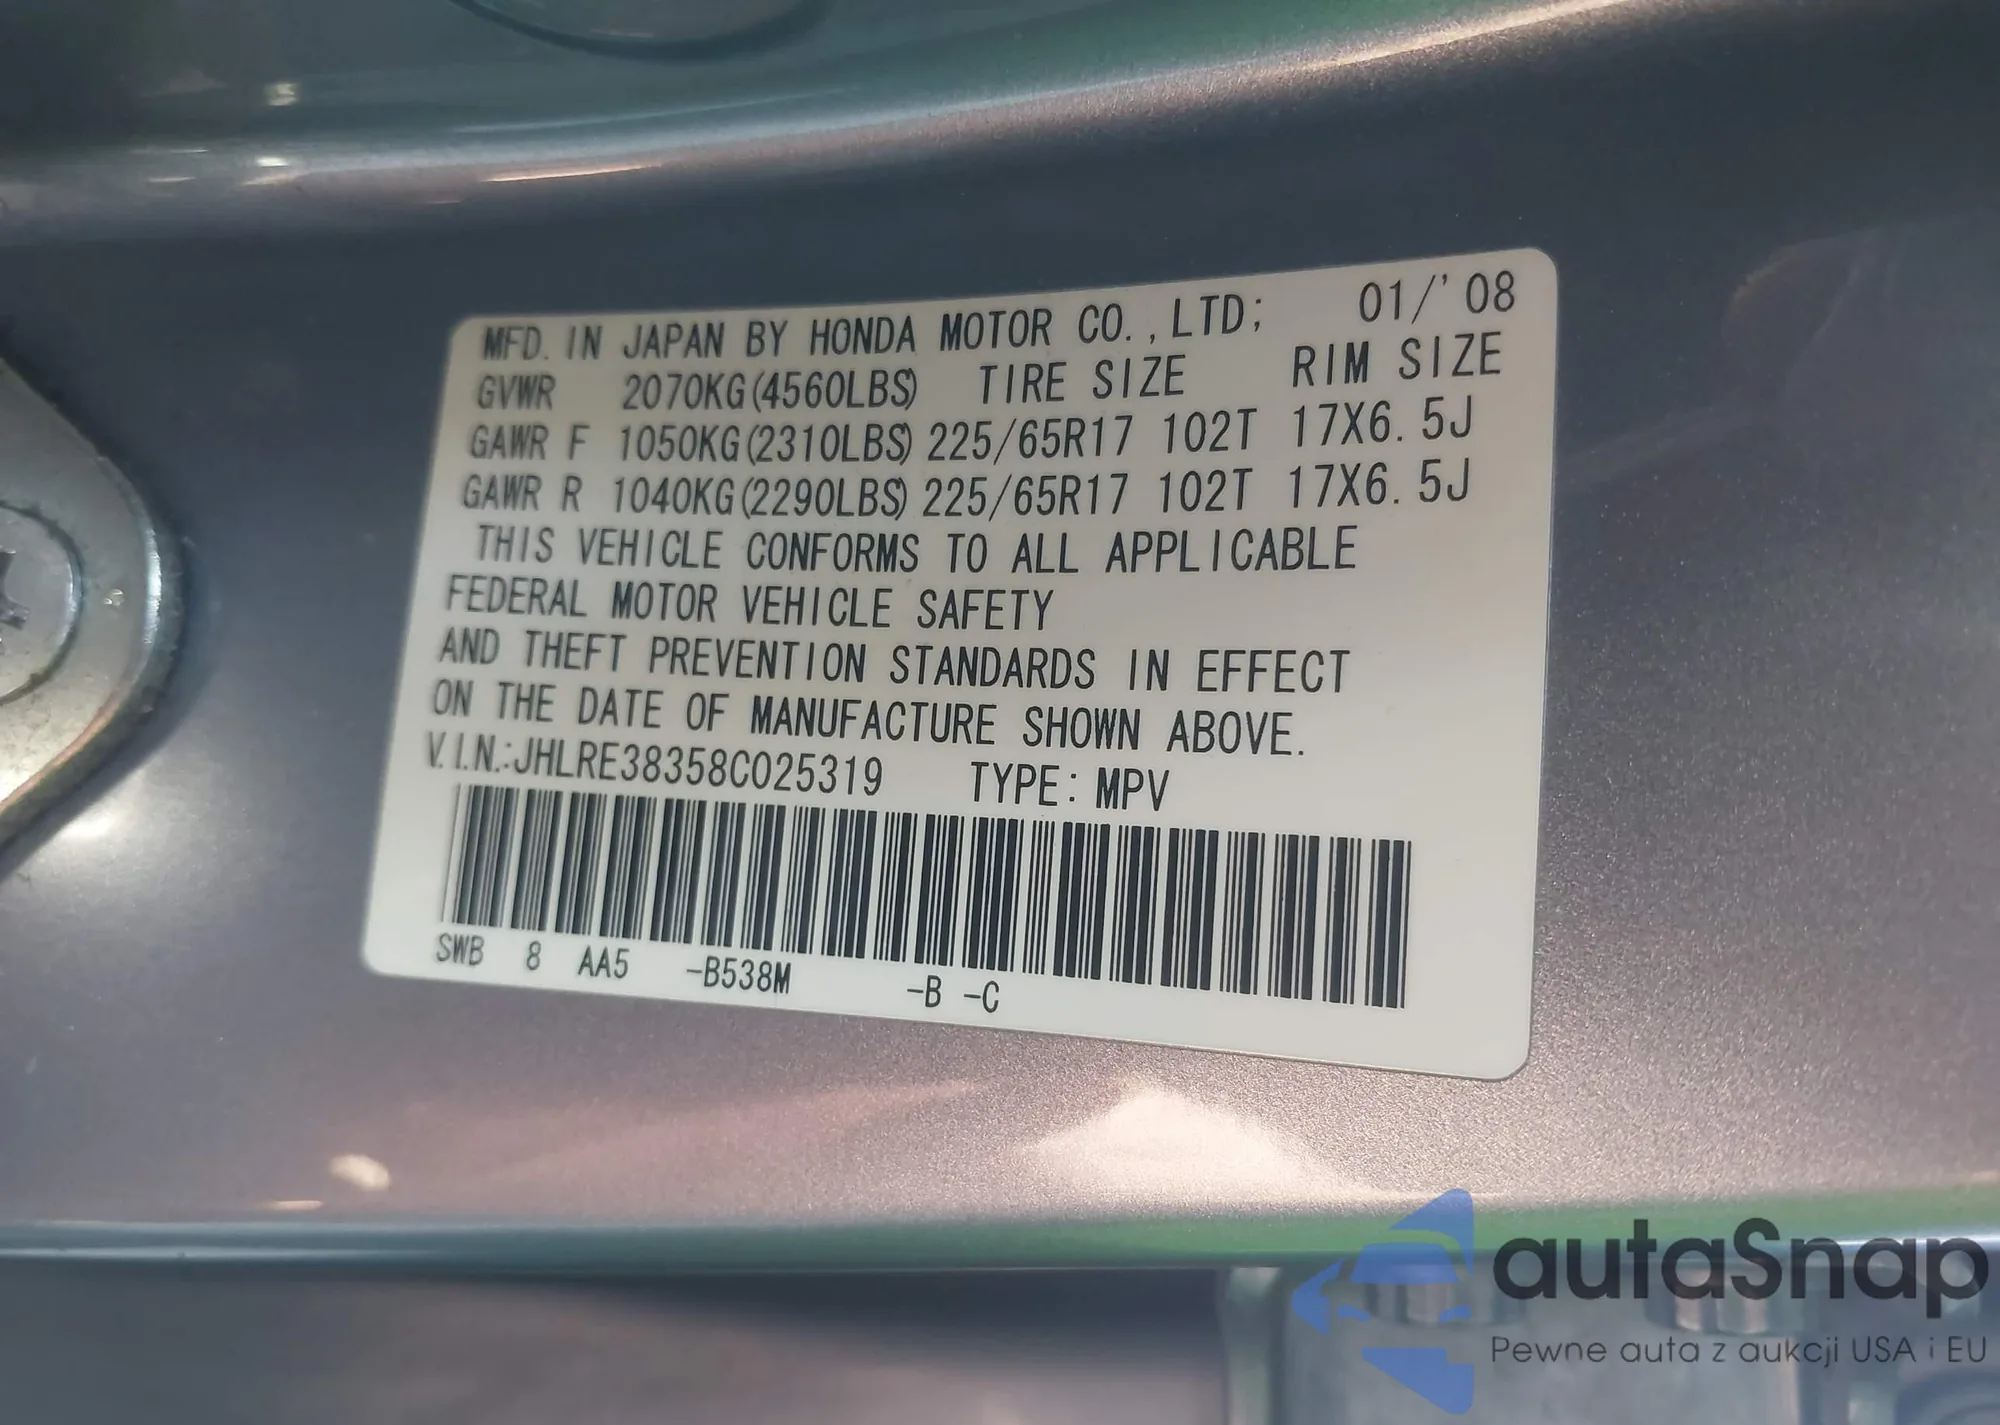 MFD. IN JAPAN BY HONDA MOTOR CO.,LTD; 01/'08
GVWR 2070KG(4560LBS) TIRE SIZE RIM SIZE
GAWR F 1050KG(2310LBS) 225/65R17 102T 17X6.5J
GAWR R 1040KG(2290LBS) 225/65R17 102T 17X6.5J
THIS VEHICLE CONFORMS TO ALL APPLICABLE
FEDERAL MOTOR VEHICLE SAFETY
AND THEFT PREVENTION STANDARDS IN EFFECT
ON THE DATE OF MANUFACTURE SHOWN ABOVE.
V.I.N.:JHLRE38358C025319 TYPE: MPV
SWB 8 AA5 -B538M -B -C
autaSnap
Pewne auta z aukcji USA i EU